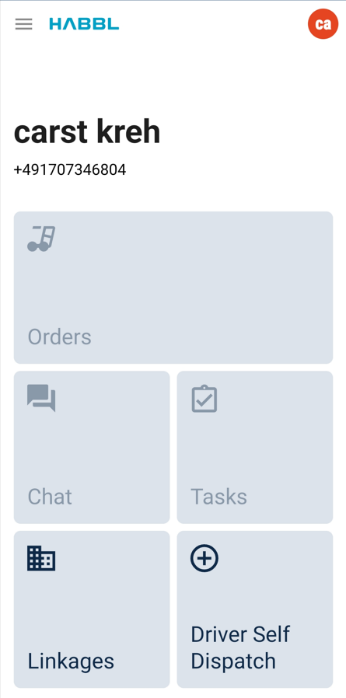 HABBL
ca
carst kreh
+491707346804
Orders
Chat
Tasks
Linkages
Driver Self
Dispatch